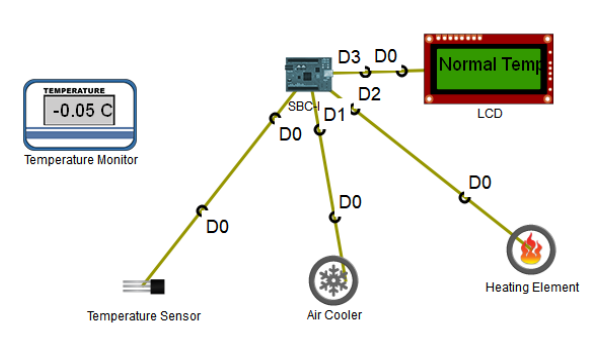 D3
D0
Normal Temp
SBC-I
D2
LCD
TEMPERATURE
-0.05 C
D0
D1
Temperature Monitor
D0
D0
D0
Heating Element
Temperature Sensor
Air Cooler